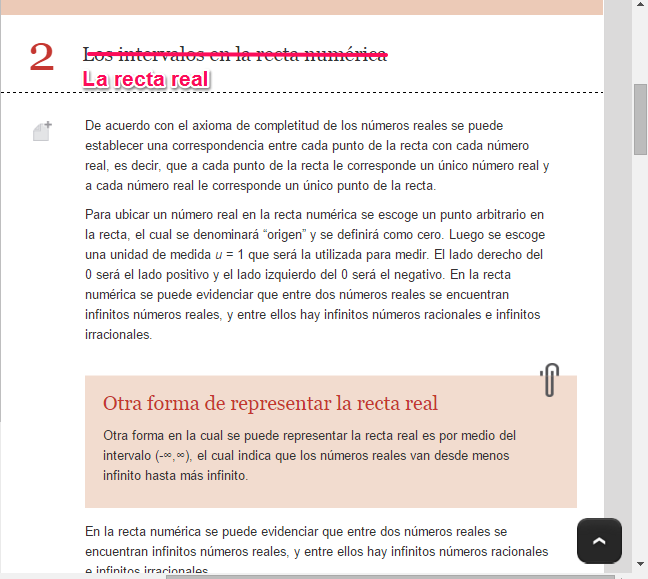 2
Los intervalos en la recta numérica
La recta real
De acuerdo con el axioma de completitud de los números reales se puede
establecer una correspondencia entre cada punto de la recta con cada número
real, es decir, que a cada punto de la recta le corresponde un único número real y
a cada número real le corresponde un único punto de la recta.
Para ubicar un número real en la recta numérica se escoge un punto arbitrario en
la recta, el cual se denominará “origen” y se definirá como cero. Luego se escoge
una unidad de medida u = 1 que será la utilizada para medir. El lado derecho del
0 será el lado positivo y el lado izquierdo del 0 será el negativo. En la recta
numérica se puede evidenciar que entre dos números reales se encuentran
infinitos números reales, y entre ellos hay infinitos números racionales e infinitos
irracionales.
Otra forma de representar la recta real
Otra forma en la cual se puede representar la recta real es por medio del
intervalo (-∞,∞), el cual indica que los números reales van desde menos
infinito hasta más infinito.
En la recta numérica se puede evidenciar que entre dos números reales se
encuentran infinitos números reales, y entre ellos hay infinitos números racionales
e infinitos irracionales